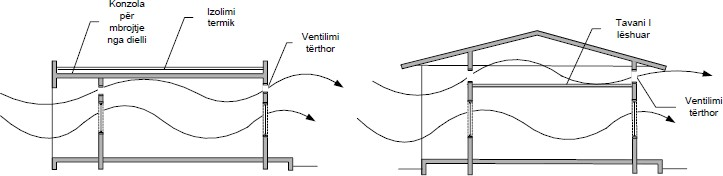 Konzola
për
mbrojtje
nga dielli
Izolimi
termik
Ventilimi
tërthor
Tavani I
lëshuar
Ventilimi
tërthor